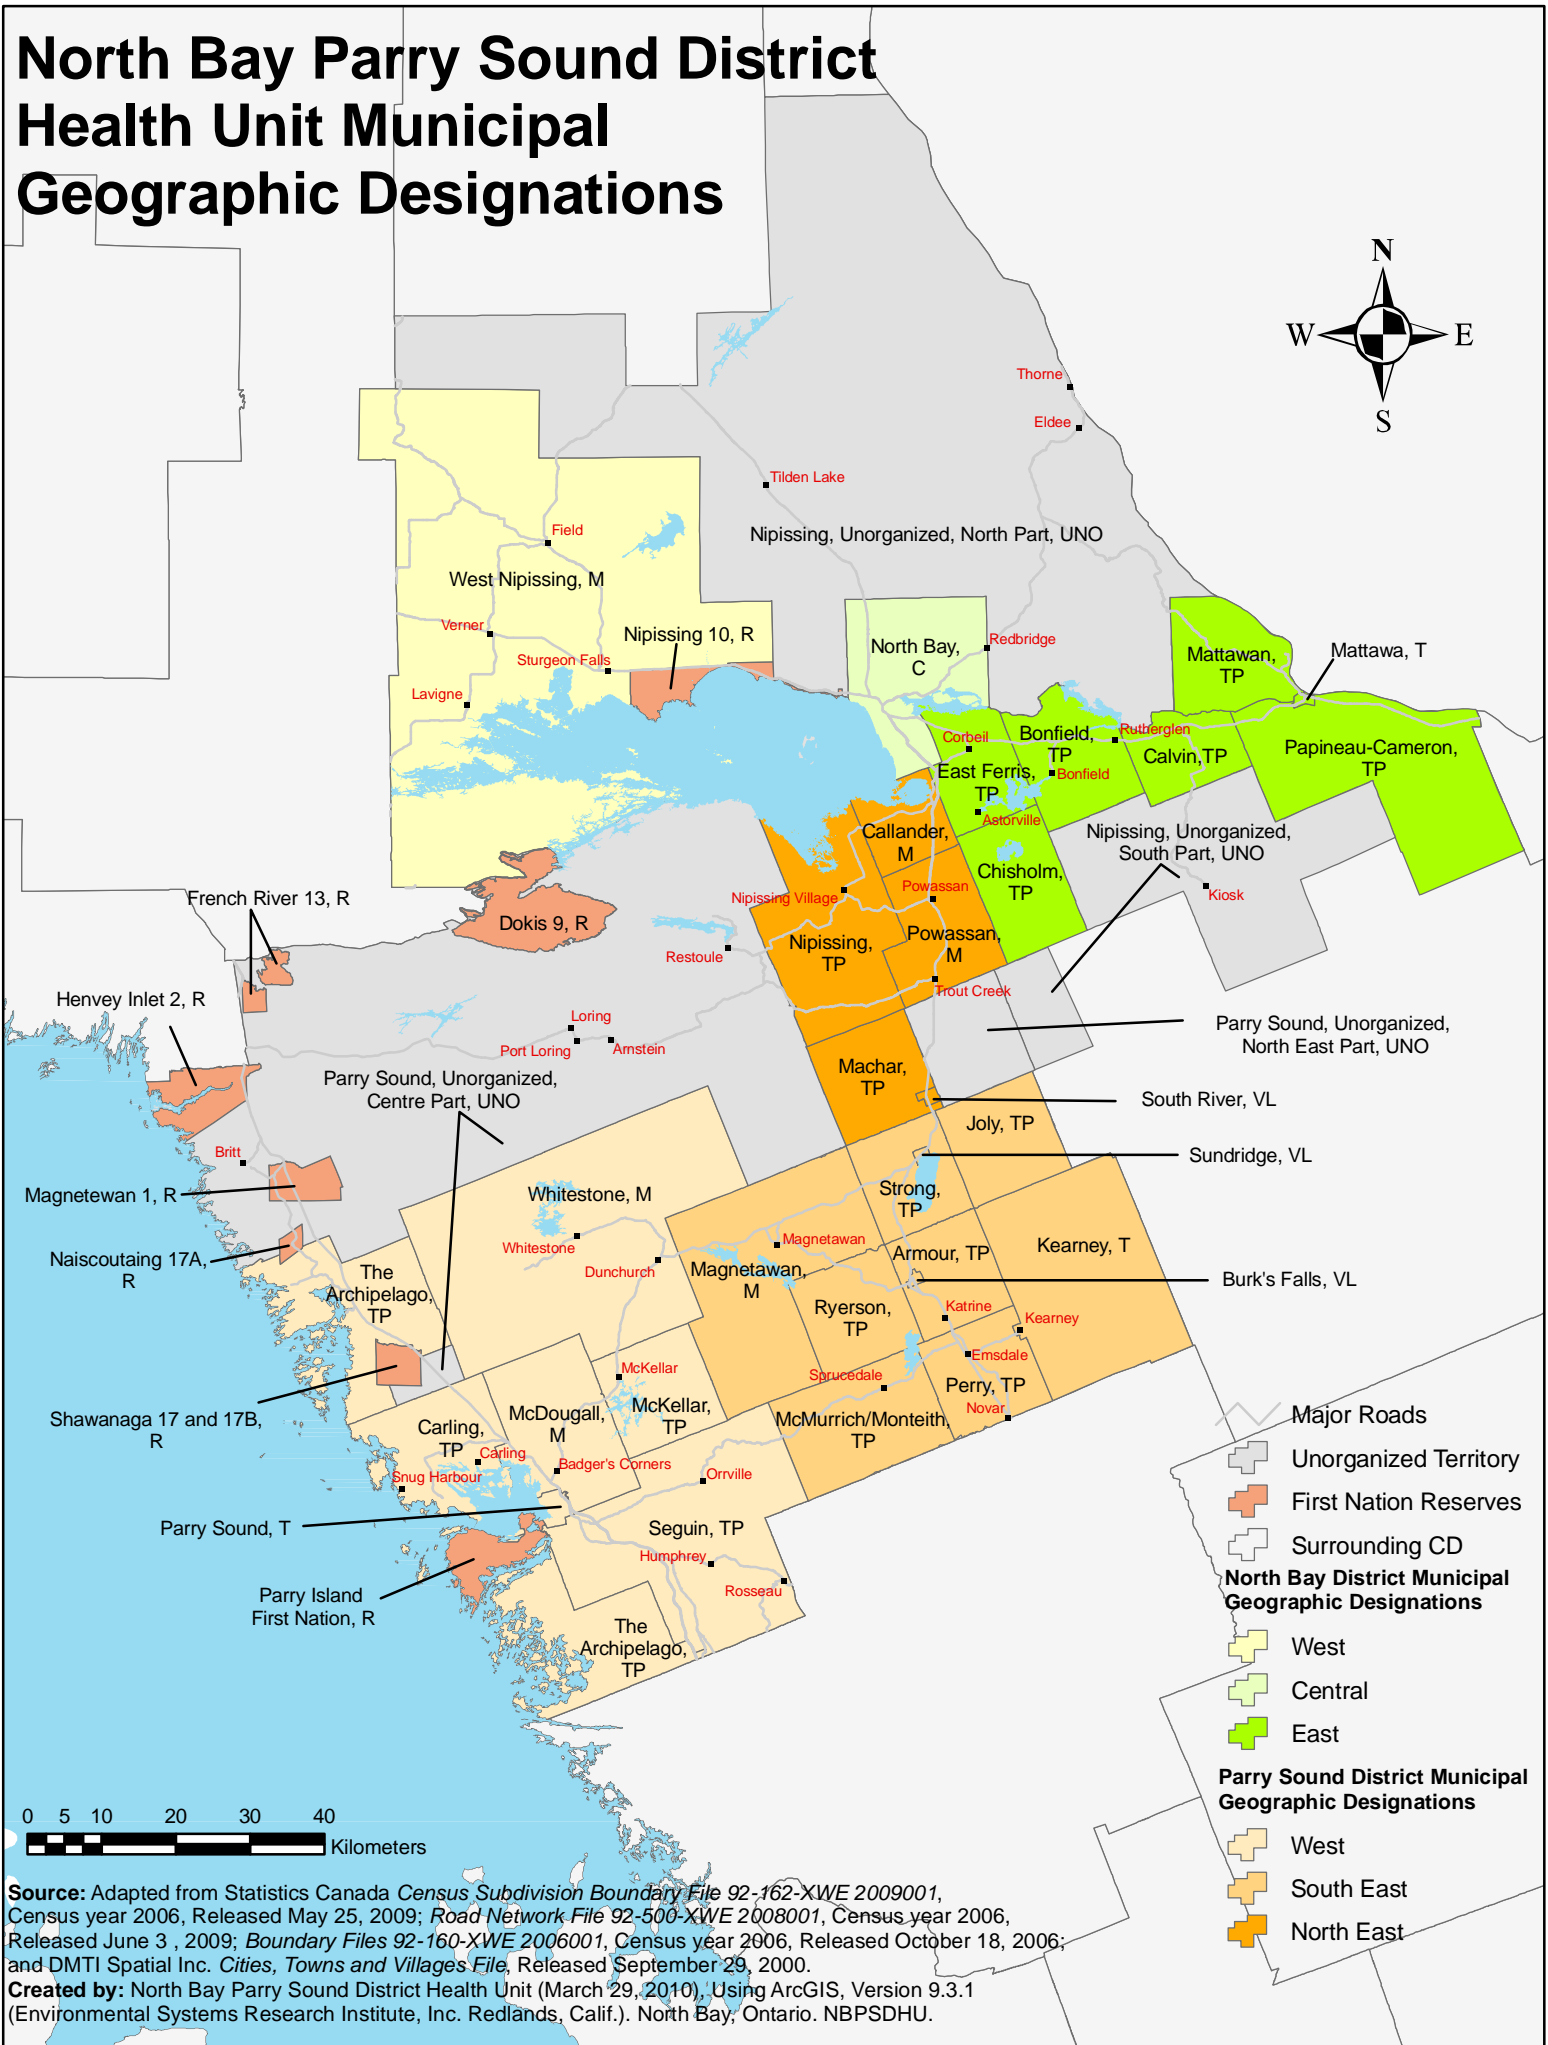 North Bay Parry Sound District
Health Unit Municipal
Geographic Designations
N
W
E
S
Thorne
Eldee
Tilden Lake
Nipissing, Unorganized, North Part, UNO
Field
West Nipissing, M
Verner
Nipissing 10, R
Sturgeon Falls
Lavigne
North Bay,
C
Redbridge
Mattawan,
TP
Mattawa, T
Corbeil
Bonfield,
TP
Rutherglen
Calvin,TP
Papineau-Cameron,
TP
East Ferris,
TP
Bonfield
Astorville
Callander,
M
Nipissing, Unorganized,
South Part, UNO
Chisholm,
TP
Kiosk
Nipissing Village
Powassan
French River 13, R
Dokis 9, R
Nipissing,
TP
Powassan,
M
Restoule
Trout Creek
Henvey Inlet 2, R
Loring
Port Loring
Arnstein
Parry Sound, Unorganized,
North East Part, UNO
Parry Sound, Unorganized,
Centre Part, UNO
Machar,
TP
South River, VL
Joly, TP
Britt
Sundridge, VL
Magnetewan 1, R
Whitestone, M
Strong,
TP
Naiscoutaing 17A,
R
Whitestone
Dunchurch
Magnetawan
Armour, TP
Kearney, T
The
Archipelago,
TP
Magnetawan,
M
Burk's Falls, VL
Ryerson,
TP
Katrine
Kearney
Emsdale
Sprucedale
Perry, TP
Novar
McKellar
McKellar,
TP
Shawanaga 17 and 17B,
R
McDougall,
M
McMurrich/Monteith,
TP
Carling,
TP
Carling
Snug Harbour
Badger's Corners
Orrville
Parry Sound, T
Seguin, TP
Humphrey
Rosseau
Parry Island
First Nation, R
The
Archipelago,
TP
Major Roads
Unorganized Territory
First Nation Reserves
Surrounding CD
North Bay District Municipal
Geographic Designations
West
Central
East
Parry Sound District Municipal
Geographic Designations
West
South East
North East
0 5 10 20 30 40
Kilometers
Source: Adapted from Statistics Canada Census Subdivision Boundary File 92-162-XWE 2009001,
Census year 2006, Released May 25, 2009; Road Network File 92-500-XWE 2008001, Census year 2006,
Released June 3 , 2009; Boundary Files 92-160-XWE 2006001, Census year 2006, Released October 18, 2006;
and DMTI Spatial Inc. Cities, Towns and Villages File, Released September 29, 2000.
Created by: North Bay Parry Sound District Health Unit (March 29, 2010), Using ArcGIS, Version 9.3.1
(Environmental Systems Research Institute, Inc. Redlands, Calif.). North Bay, Ontario. NBPSDHU.